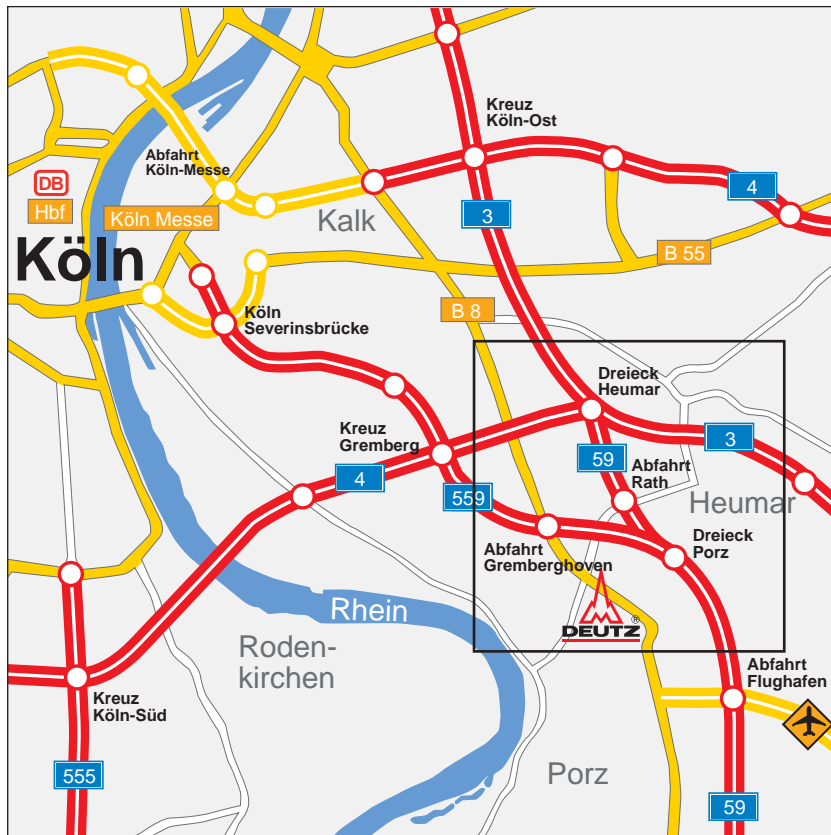 Kreuz
Köln-Ost
Abfahrt
Köln-Messe
DB
Hbf
Köln Messe
Kalk
3
4
Köln
B 55
B 8
Köln
Severinsbrücke
Dreieck
Heumar
Kreuz
Gremberg
3
59
4
559
Abfahrt
Rath
Heumar
Abfahrt
Gremberghoven
Dreieck
Porz
Rhein
DEUTZ ®
Roden-
kirchen
Abfahrt
Flughafen
Kreuz
Köln-Süd
555
Porz
59